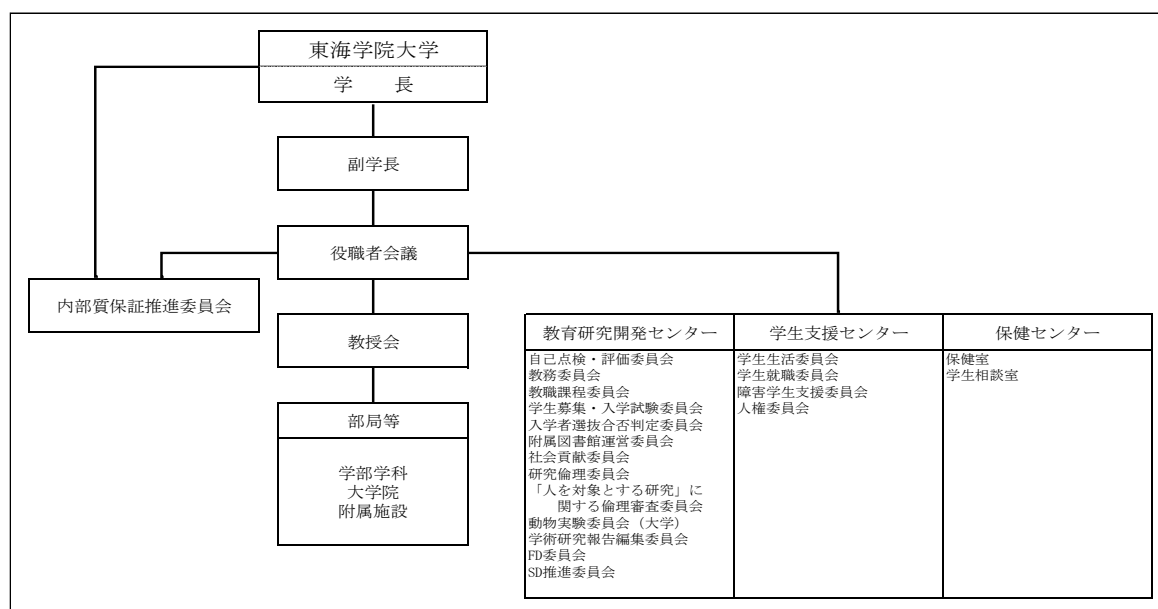 東海学院大学
学　　長
副学長
役職者会議
内部質保証推進委員会
教授会
部局等
学部学科
大学院
附属施設
教育研究開発センター
自己点検・評価委員会
教務委員会
教職課程委員会
学生募集・入学試験委員会
入学者選抜合否判定委員会
附属図書館運営委員会
社会貢献委員会
研究倫理委員会
「人を対象とする研究」に
関する倫理審査委員会
動物実験委員会（大学）
学術研究報告編集委員会
FD委員会
SD推進委員会
学生支援センター
学生生活委員会
学生就職委員会
障害学生支援委員会
人権委員会
保健センター
保健室
学生相談室